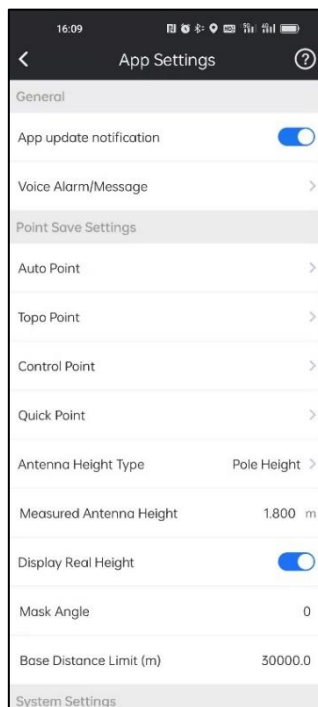 16:09
App Settings
General
App update notification
Voice Alarm/Message
Point Save Settings
Auto Point
Topo Point
Control Point
Quick Point
Antenna Height Type Pole Height
Measured Antenna Height 1.800 m
Display Real Height
Mask Angle 0
Base Distance Limit (m) 30000.0
System Settings